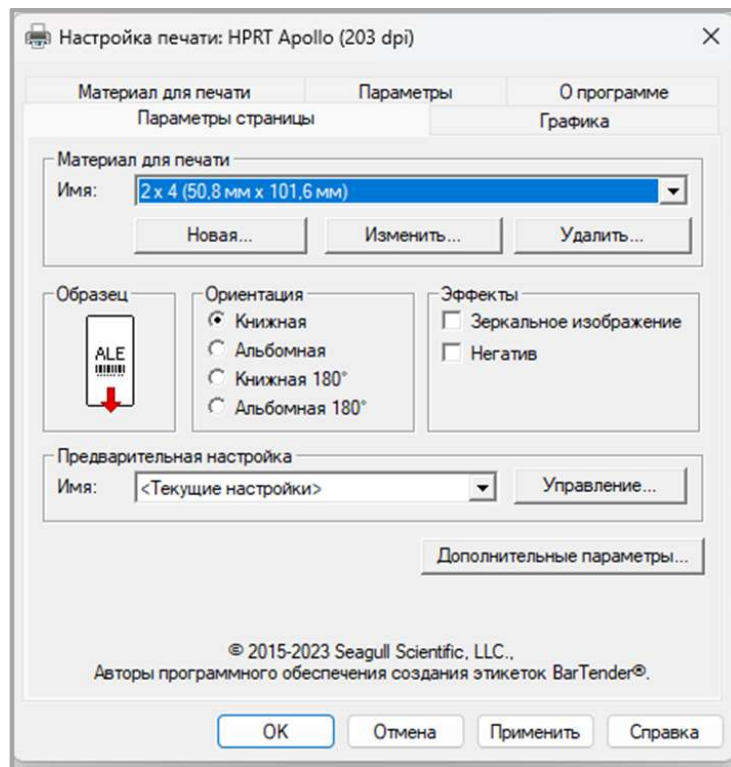 Настройка печати: HPRT Apollo (203 dpi)
Материал для печати
Параметры
О программе
Параметры страницы
Графика
Материал для печати
Имя:
2 x 4 (50,8 мм x 101,6 мм)
Новая...
Изменить...
Удалить...
Образец
ALE
Ориентация
Книжная
Альбомная
Книжная 180°
Альбомная 180°
Эффекты
Зеркальное изображение
Негатив
Предварительная настройка
Имя:
<Текущие настройки>
Управление...
Дополнительные параметры...
© 2015-2023 Seagull Scientific, LLC.,
Авторы программного обеспечения создания этикеток BarTender®.
OK
Отмена
Применить
Справка